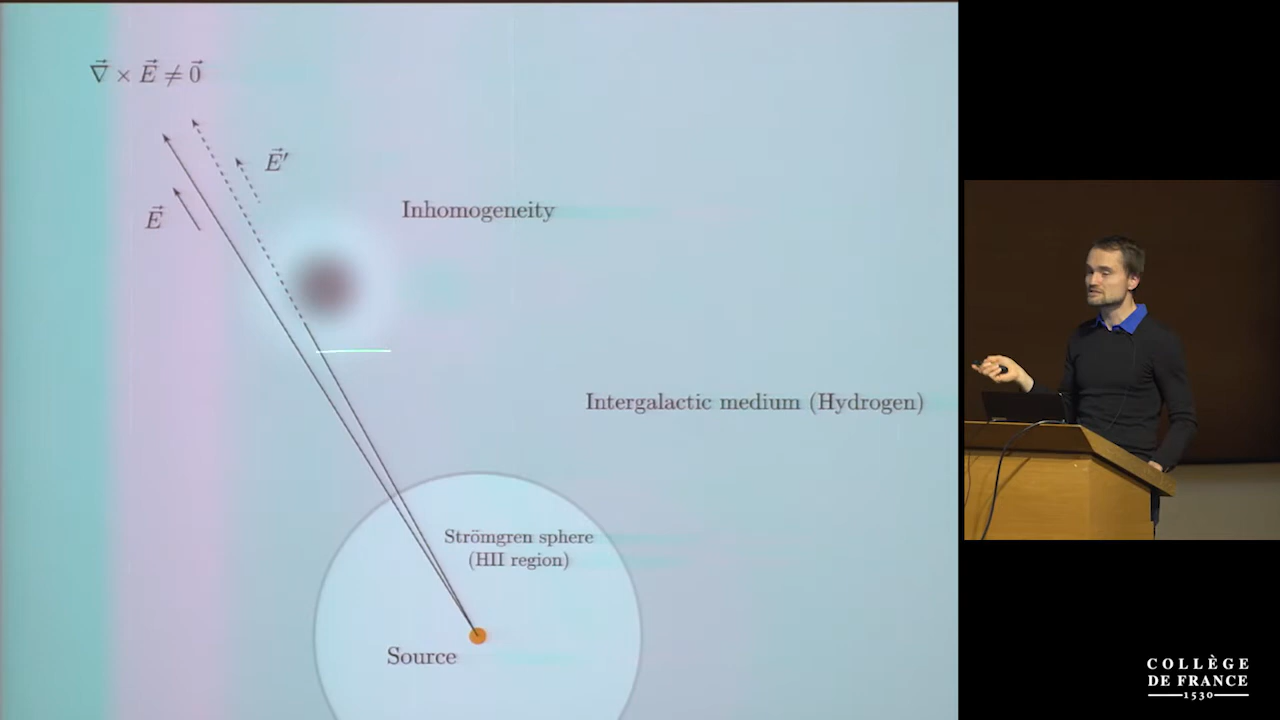 ∇⃗ × E⃗ ≠ 0⃗
E⃗′
E⃗
Inhomogeneity
Intergalactic medium (Hydrogen)
Strömgren sphere
(HII region)
Source
COLLÈGE
DE FRANCE
1530